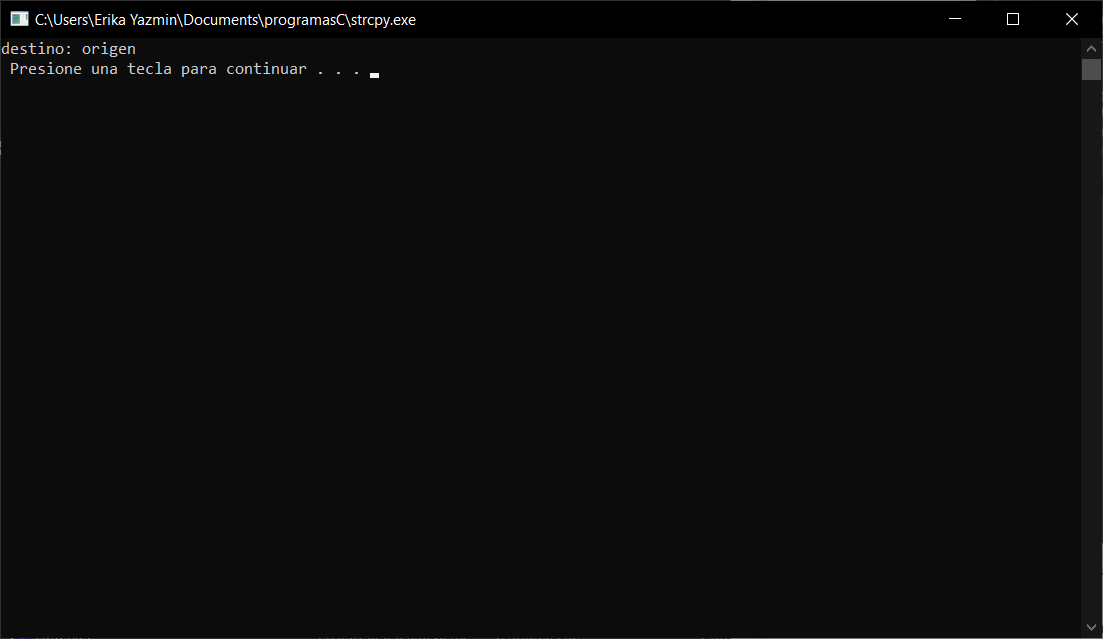 C:\Users\Erika Yazmin\Documents\programasC\strcpy.exe
destino: origen
Presione una tecla para continuar . . .